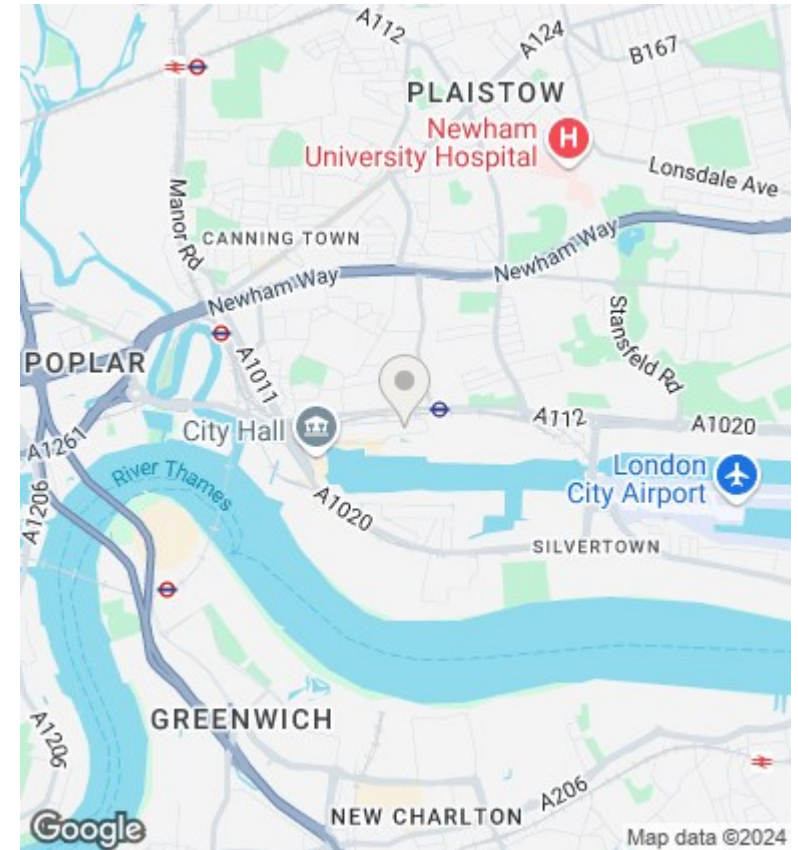 A112
A124
B167
PLAISTOW
Newham
University Hospital
H
Lonsdale Ave
Manor Rd
CANNING TOWN
Newham Way
Newham Way
Stansfeld Rd
POPLAR
A1011
A112
A1020
City Hall
A1261
London
City Airport
River Thames
A1206
A1020
SILVERTOWN
GREENWICH
A1206
A206
NEW CHARLTON
Google
Map data ©2024